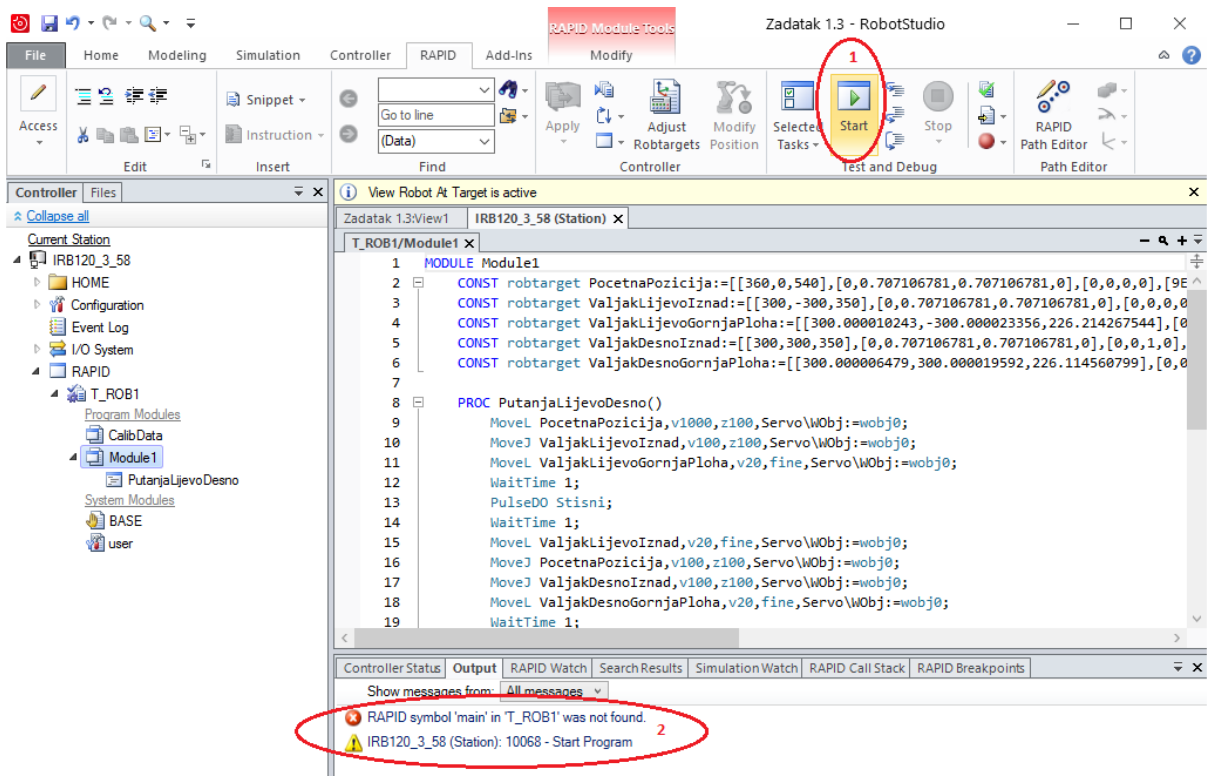 RAPID Module Tools
Zadatak 1.3 - RobotStudio
File Home Modeling Simulation Controller RAPID Add-Ins Modify
1
Snippet
Instruction
Go to line
(Data)
Access
Apply
Adjust Robtargets
Modify Position
Selected Tasks
Start
Stop
RAPID Path Editor
Edit Insert Find Controller Test and Debug Path Editor
Controller Files
Collapse all
Current Station
IRB120_3_58
HOME
Configuration
Event Log
I/O System
RAPID
T_ROB1
Program Modules
CalibData
Module1
PutanjaLijevoDesno
System Modules
BASE
user
View Robot At Target is active
Zadatak 1.3:View1 IRB120_3_58 (Station)
T_ROB1/Module1
1 MODULE Module1
2 CONST robtarget PocetnaPozicija:=[[360,0,540],[0,0.707106781,0.707106781,0],[0,0,0,0],[9E
3 CONST robtarget ValjakLijevoIznad:=[[300,-300,350],[0,0.707106781,0.707106781,0],[0,0,0,0
4 CONST robtarget ValjakLijevoGornjaPloha:=[[300.000010243,-300.000023356,226.214267544],[0
5 CONST robtarget ValjakDesnoIznad:=[[300,300,350],[0,0.707106781,0.707106781,0],[0,0,1,0],
6 CONST robtarget ValjakDesnoGornjaPloha:=[[300.000006479,300.000019592,226.114560799],[0,0
7
8 PROC PutanjaLijevoDesno()
9 MoveL PocetnaPozicija,v1000,z100,Servo\WObj:=wobj0;
10 MoveJ ValjakLijevoIznad,v100,z100,Servo\WObj:=wobj0;
11 MoveL ValjakLijevoGornjaPloha,v20,fine,Servo\WObj:=wobj0;
12 WaitTime 1;
13 PulseDO Stisni;
14 WaitTime 1;
15 MoveL ValjakLijevoIznad,v20,fine,Servo\WObj:=wobj0;
16 MoveJ PocetnaPozicija,v100,z100,Servo\WObj:=wobj0;
17 MoveJ ValjakDesnoIznad,v100,z100,Servo\WObj:=wobj0;
18 MoveL ValjakDesnoGornjaPloha,v20,fine,Servo\WObj:=wobj0;
19 WaitTime 1;
Controller Status Output RAPID Watch Search Results Simulation Watch RAPID Call Stack RAPID Breakpoints
Show messages from: All messages
RAPID symbol 'main' in 'T_ROB1' was not found.
2
IRB120_3_58 (Station): 10068 - Start Program